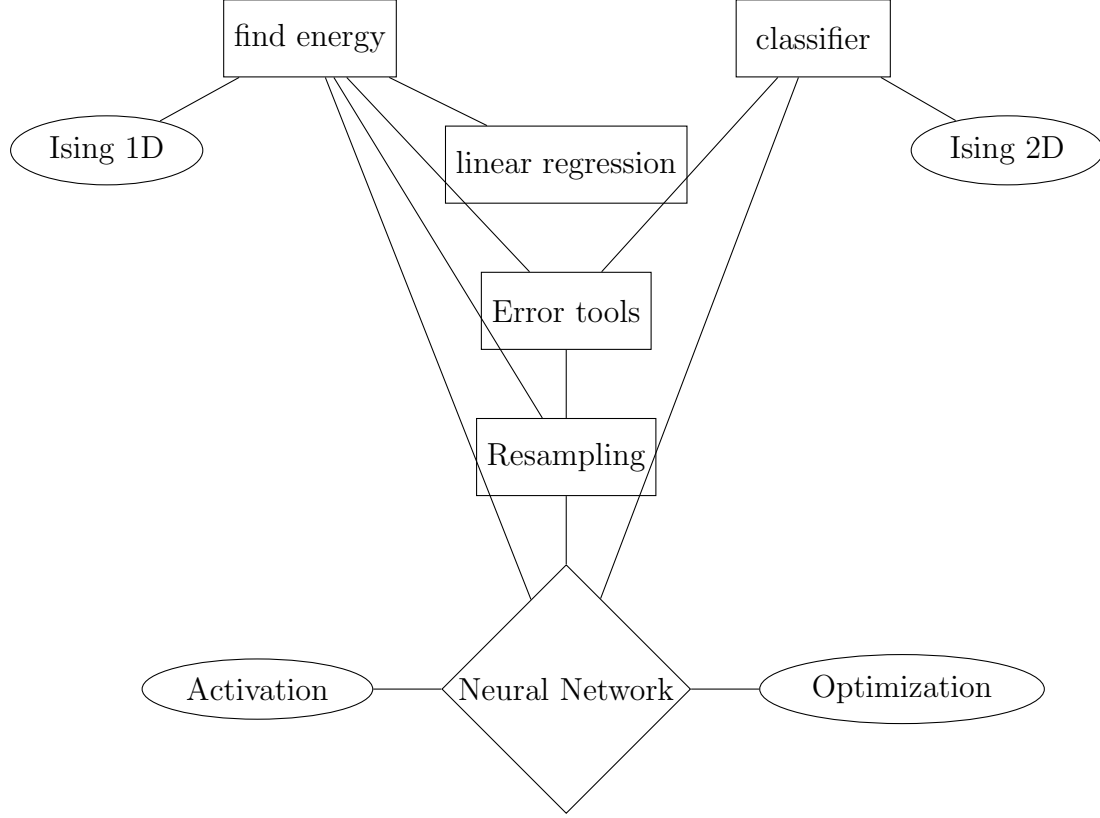 find energy
classifier
Ising 1D
Ising 2D
linear regression
Error tools
Resampling
Activation
Neural Network
Optimization